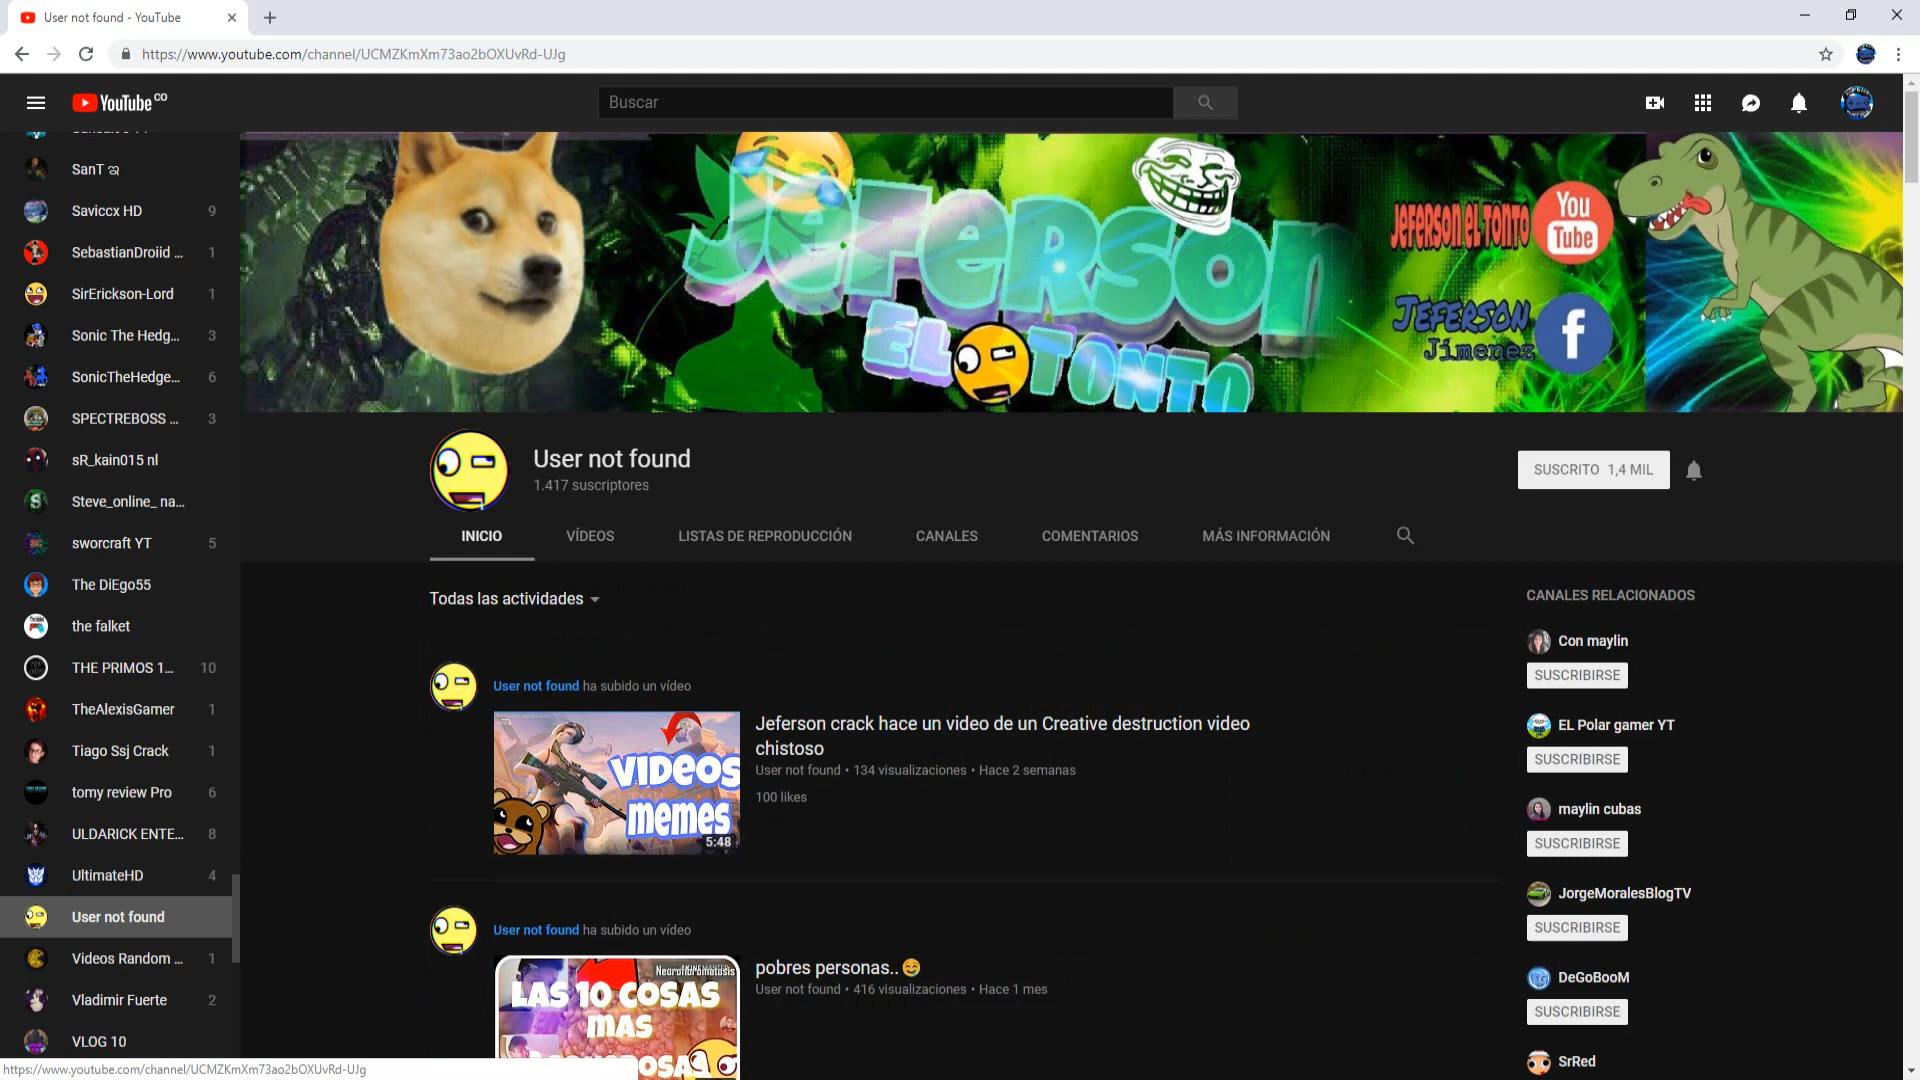 User not found - YouTube
https://www.youtube.com/channel/UCMZKmXm73ao2bOXUvRd-UJg
YouTube CO
Buscar
SanT ఇ
Saviccx HD 9
SebastianDroiid ... 1
SirErickson-Lord 1
Sonic The Hedg... 3
SonicTheHedge... 6
SPECTREBOSS ... 3
sR_kain015 nl
Steve_online_ na...
sworcraft YT 5
The DiEgo55
the falket
THE PRIMOS 1... 10
TheAlexisGamer 1
Tiago Ssj Crack 1
tomy review Pro 6
ULDARICK ENTE... 8
UltimateHD 4
User not found
Videos Random ... 1
Vladimir Fuerte 2
VLOG 10
Jeferson
EL TONTO
JEFERSON EL TONTO
You
Tube
JEFERSON
Jimenez
f
User not found
1.417 suscriptores
SUSCRITO 1,4 MIL
INICIO VÍDEOS LISTAS DE REPRODUCCIÓN CANALES COMENTARIOS MÁS INFORMACIÓN
Todas las actividades
User not found ha subido un vídeo
VIDEOS
MEMES
5:48
Jeferson crack hace un video de un Creative destruction video
chistoso
User not found • 134 visualizaciones • Hace 2 semanas
100 likes
User not found ha subido un vídeo
LAS 10 COSAS
MAS
pobres personas..😊
User not found • 416 visualizaciones • Hace 1 mes
CANALES RELACIONADOS
Con maylin
SUSCRIBIRSE
EL Polar gamer YT
SUSCRIBIRSE
maylin cubas
SUSCRIBIRSE
JorgeMoralesBlogTV
SUSCRIBIRSE
DeGoBooM
SUSCRIBIRSE
SrRed
https://www.youtube.com/channel/UCMZKmXm73ao2bOXUvRd-UJg